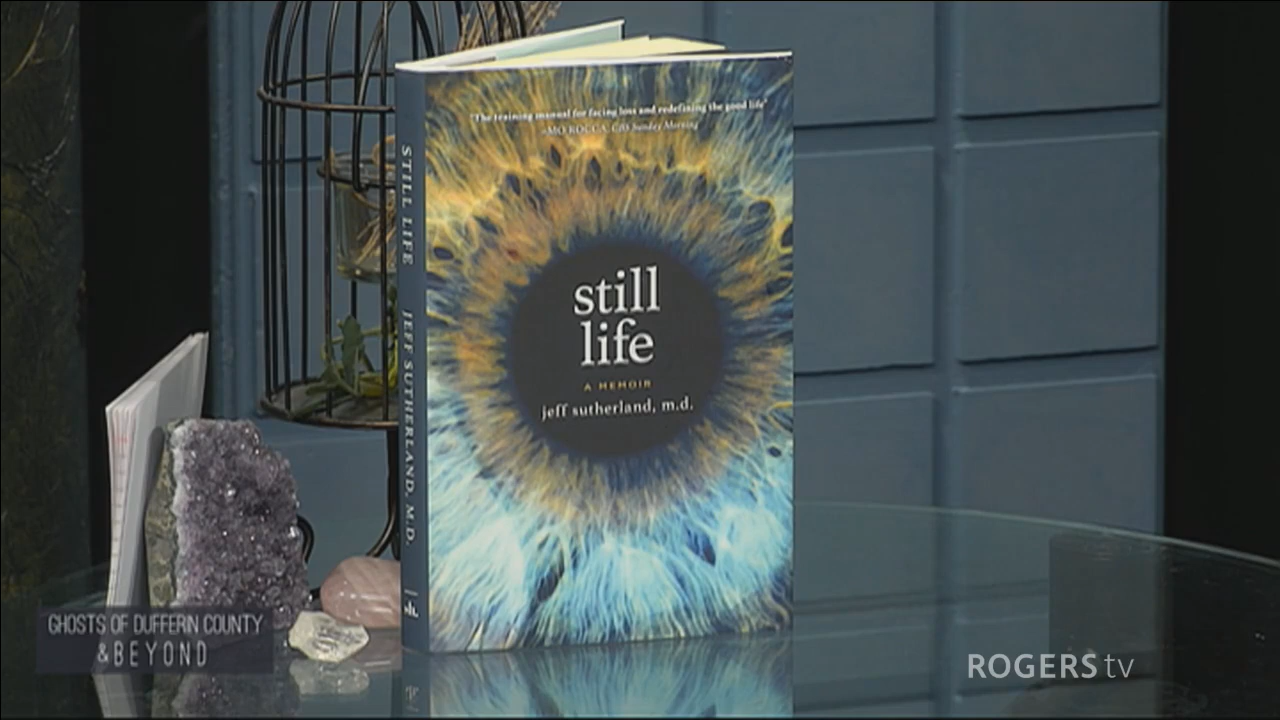 "The training manual for facing loss and redefining the good life"
–MO ROCCA, CBS Sunday Morning
still
life
A MEMOIR
jeff sutherland, m.d.
STILL LIFE JEFF SUTHERLAND, M.D.
GHOSTS OF DUFFERIN COUNTY
& BEYOND
ROGERS tv